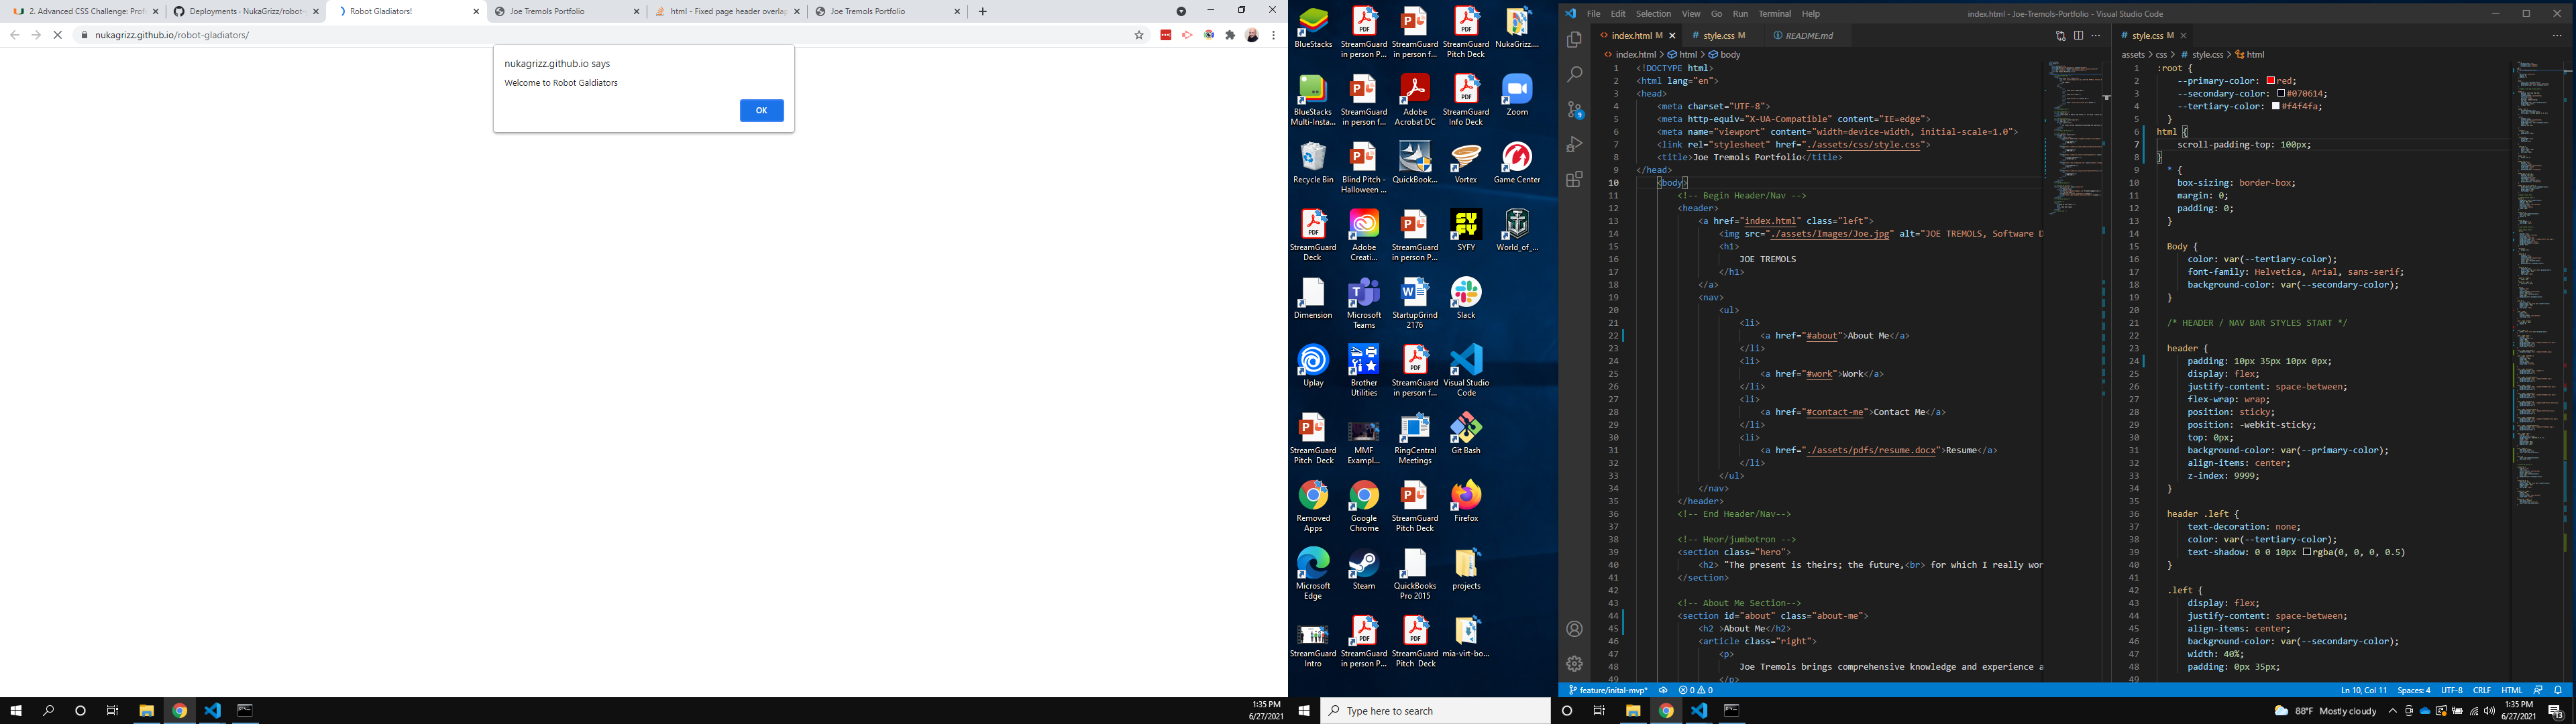 2. Advanced CSS Challenge: Prof
Deployments · NukaGrizz/robot-
Robot Gladiators!
Joe Tremols Portfolio
html - Fixed page header overlap
Joe Tremols Portfolio
nukagrizz.github.io/robot-gladiators/
nukagrizz.github.io says
Welcome to Robot Galdiators
OK
1:35 PM
6/27/2021
BlueStacks
StreamGuard in person P...
StreamGuard in person f...
StreamGuard Pitch Deck
NukaGrizz....
BlueStacks Multi-Insta...
StreamGuard in person f...
Adobe Acrobat DC
StreamGuard Info Deck
Zoom
Recycle Bin
Blind Pitch - Halloween ...
QuickBook...
Vortex
Game Center
StreamGuard Deck
Adobe Creati...
StreamGuard in person P...
SYFY
World_of_...
Dimension
Microsoft Teams
StartupGrind 2176
Slack
Uplay
Brother Utilities
StreamGuard in person f...
Visual Studio Code
StreamGuard Pitch Deck
MMF Exampl...
RingCentral Meetings
Git Bash
Removed Apps
Google Chrome
StreamGuard Pitch Deck
Firefox
Microsoft Edge
Steam
QuickBooks Pro 2015
projects
StreamGuard Intro
StreamGuard in person P...
StreamGuard Pitch Deck
mia-virt-bo...
Type here to search
File Edit Selection View Go Run Terminal Help
index.html - Joe-Tremols-Portfolio - Visual Studio Code
index.html M
style.css M
README.md
index.html > html > body
1 <!DOCTYPE html>
2 <html lang="en">
3 <head>
4 <meta charset="UTF-8">
5 <meta http-equiv="X-UA-Compatible" content="IE=edge">
6 <meta name="viewport" content="width=device-width, initial-scale=1.0">
7 <link rel="stylesheet" href="./assets/css/style.css">
8 <title>Joe Tremols Portfolio</title>
9 </head>
10 <body>
11 <!-- Begin Header/Nav -->
12 <header>
13 <a href="index.html" class="left">
14 <img src="./assets/Images/Joe.jpg" alt="JOE TREMOLS, Software D
15 <h1>
16 JOE TREMOLS
17 </h1>
18 </a>
19 <nav>
20 <ul>
21 <li>
22 <a href="#about">About Me</a>
23 </li>
24 <li>
25 <a href="#work">Work</a>
26 </li>
27 <li>
28 <a href="#contact-me">Contact Me</a>
29 </li>
30 <li>
31 <a href="./assets/pdfs/resume.docx">Resume</a>
32 </li>
33 </ul>
34 </nav>
35 </header>
36 <!-- End Header/Nav-->
37
38 <!-- Heor/jumbotron -->
39 <section class="hero">
40 <h2> "The present is theirs; the future,<br> for which I really wor
41 </section>
42
43 <!-- About Me Section-->
44 <section id="about" class="about-me">
45 <h2 >About Me</h2>
46 <article class="right">
47 <p>
48 Joe Tremols brings comprehensive knowledge and experience a
49 </p>
style.css M
assets > css > style.css > html
1 :root {
2 --primary-color: red;
3 --secondary-color: #070614;
4 --tertiary-color: #f4f4fa;
5 }
6 html {
7 scroll-padding-top: 100px;
8 }
9 * {
10 box-sizing: border-box;
11 margin: 0;
12 padding: 0;
13 }
14
15 Body {
16 color: var(--tertiary-color);
17 font-family: Helvetica, Arial, sans-serif;
18 background-color: var(--secondary-color);
19 }
20
21 /* HEADER / NAV BAR STYLES START */
22
23 header {
24 padding: 10px 35px 10px 0px;
25 display: flex;
26 justify-content: space-between;
27 flex-wrap: wrap;
28 position: sticky;
29 position: -webkit-sticky;
30 top: 0px;
31 background-color: var(--primary-color);
32 align-items: center;
33 z-index: 9999;
34 }
35
36 header .left {
37 text-decoration: none;
38 color: var(--tertiary-color);
39 text-shadow: 0 0 10px rgba(0, 0, 0, 0.5)
40 }
41
42 .left {
43 display: flex;
44 justify-content: space-between;
45 align-items: center;
46 background-color: var(--secondary-color);
47 width: 40%;
48 padding: 0px 35px;
49
feature/inital-mvp*
0 0
Ln 10, Col 11 Spaces: 4 UTF-8 CRLF HTML
88°F Mostly cloudy
1:35 PM
6/27/2021